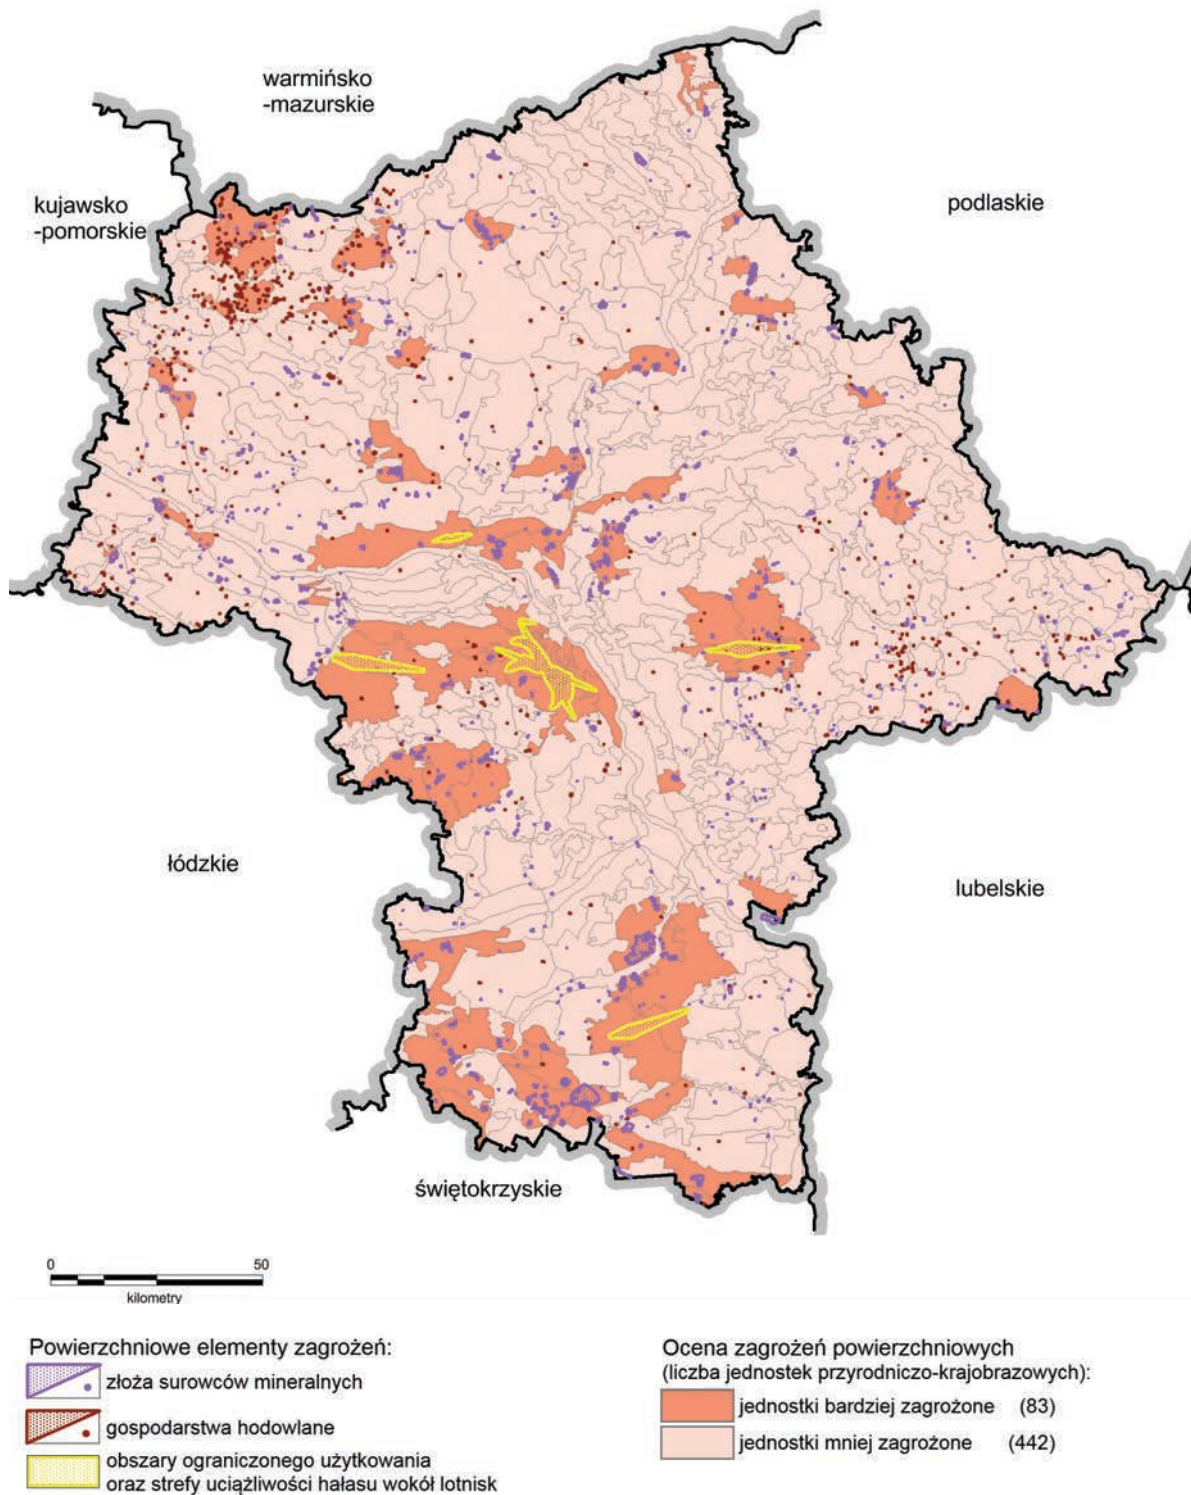 warmińsko
-mazurskie
kujawsko
-pomorskie
podlaskie
łódzkie
lubelskie
świętokrzyskie
0 50
kilometry
Powierzchniowe elementy zagrożeń:
złoża surowców mineralnych
gospodarstwa hodowlane
obszary ograniczonego użytkowania
oraz strefy uciążliwości hałasu wokół lotnisk
Ocena zagrożeń powierzchniowych
(liczba jednostek przyrodniczo-krajobrazowych):
jednostki bardziej zagrożone (83)
jednostki mniej zagrożone (442)